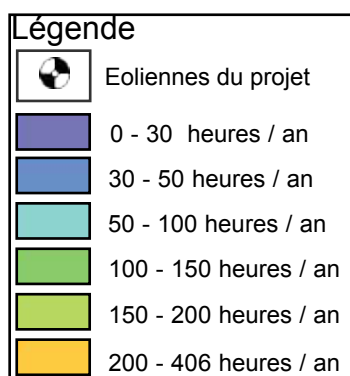 Légende
Eoliennes du projet
0 - 30 heures / an
30 - 50 heures / an
50 - 100 heures / an
100 - 150 heures / an
150 - 200 heures / an
200 - 406 heures / an